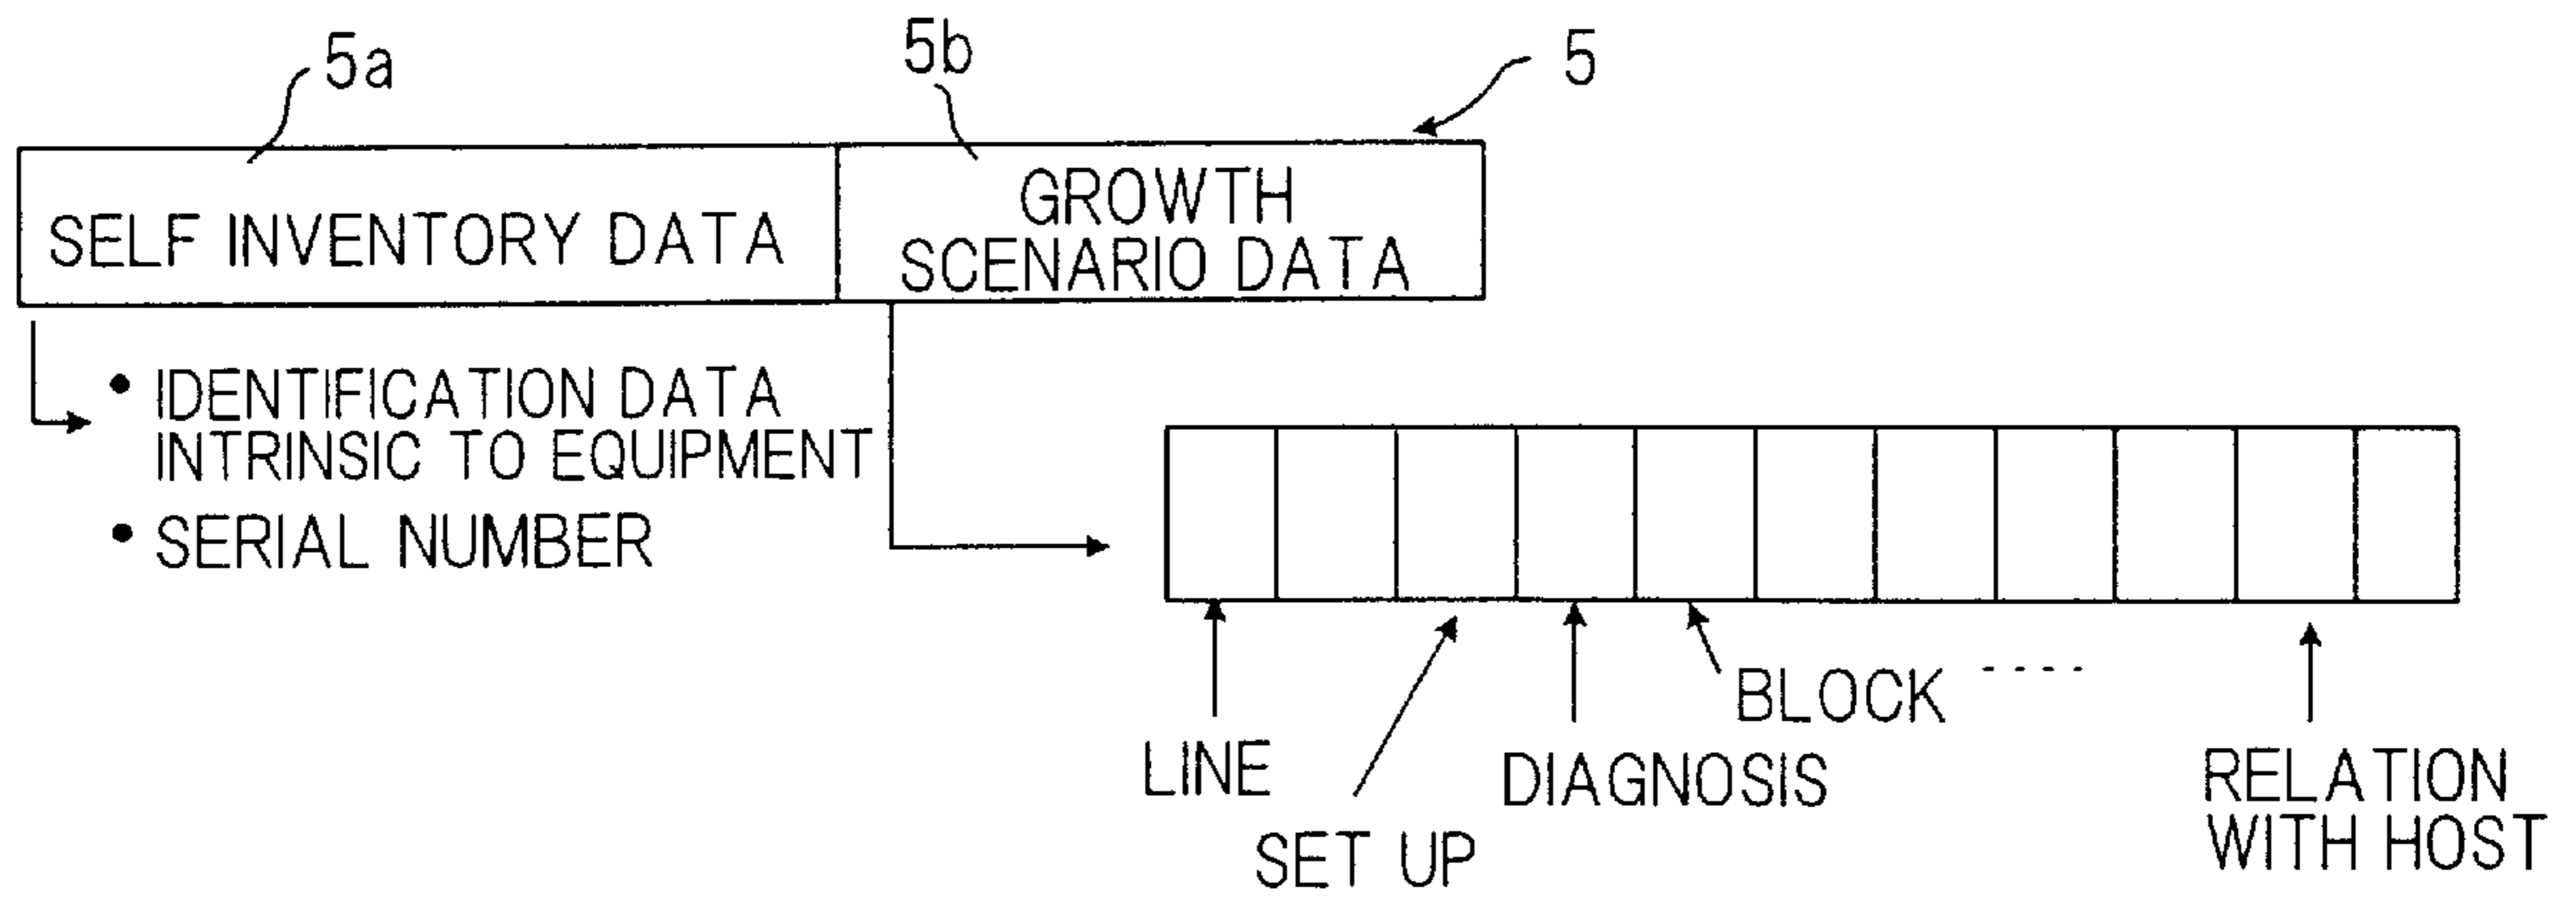 5a
5b
5
SELF INVENTORY DATA
GROWTH
SCENARIO DATA
• IDENTIFICATION DATA
INTRINSIC TO EQUIPMENT
• SERIAL NUMBER
LINE
SET UP
DIAGNOSIS
BLOCK ----
RELATION
WITH HOST